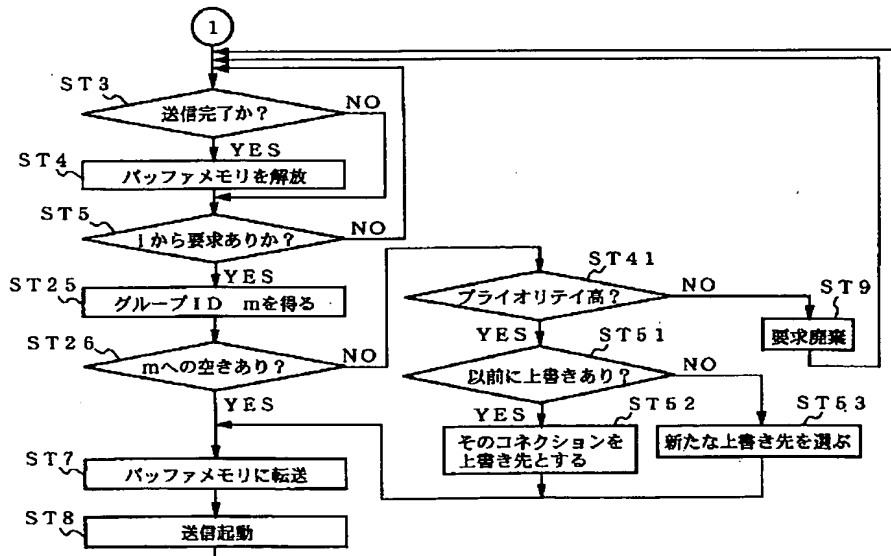 1
ST3
送信完了か?
NO
YES
ST4
バッファメモリを解放
ST5
iから要求ありか?
NO
YES
ST25
グループID mを得る
ST26
mへの空きあり?
NO
YES
ST41
プライオリテイ高?
NO
YES
ST9
要求廃棄
ST51
以前に上書きあり?
NO
YES
ST52
そのコネクションを
上書き先とする
ST53
新たな上書き先を選ぶ
ST7
バッファメモリに転送
ST8
送信起動